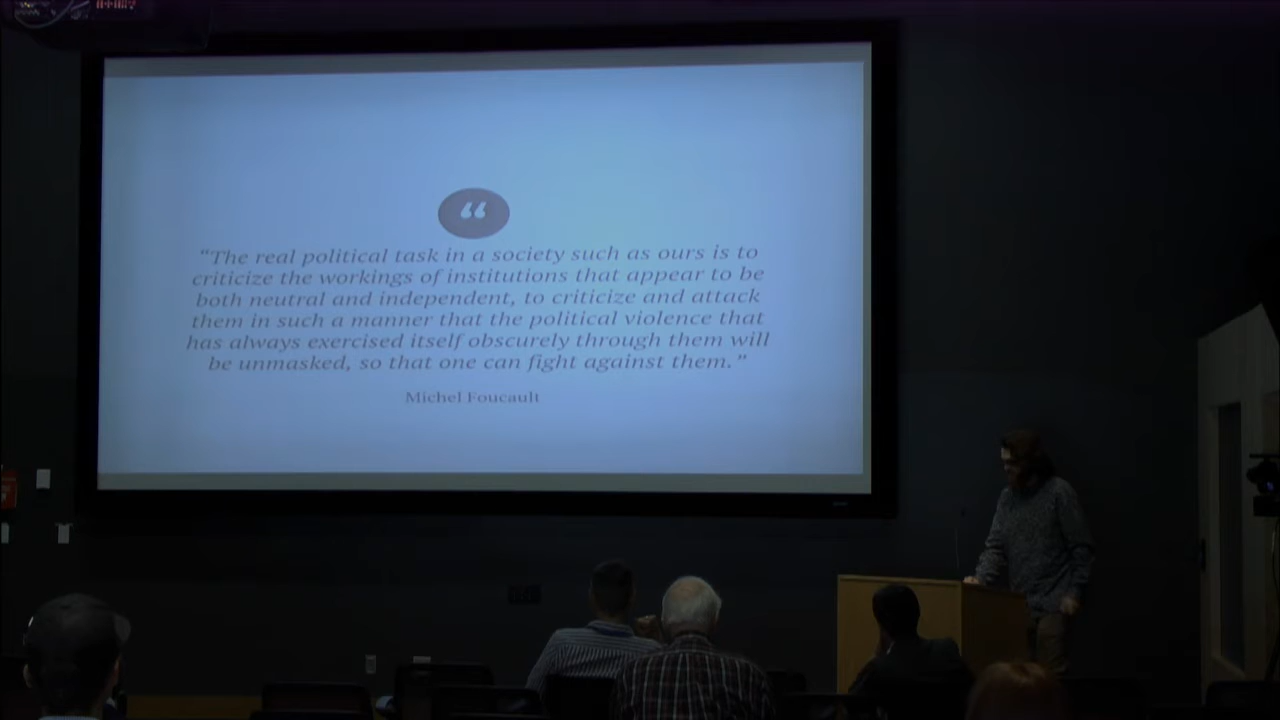 “
“The real political task in a society such as ours is to
criticize the workings of institutions that appear to be
both neutral and independent, to criticize and attack
them in such a manner that the political violence that
has always exercised itself obscurely through them will
be unmasked, so that one can fight against them.”
Michel Foucault